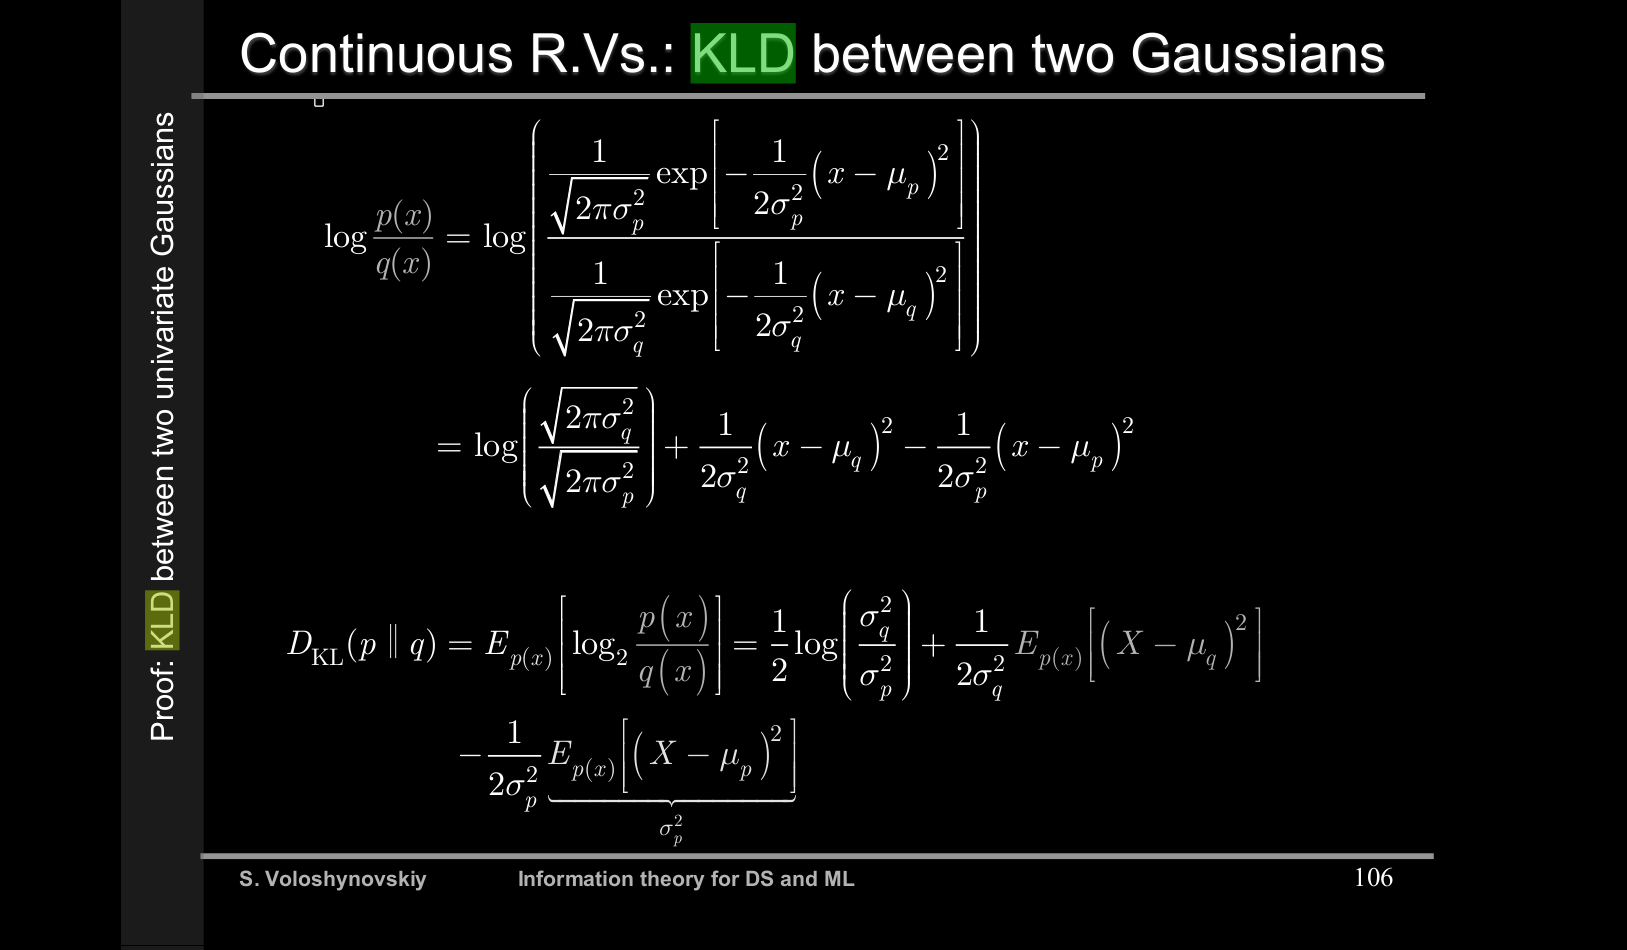 Continuous R.Vs.: KLD between two Gaussians
Proof: KLD between two univariate Gaussians
\log\frac{p(x)}{q(x)} = \log\left(\frac{\frac{1}{\sqrt{2\pi\sigma_p^2}}\exp\left[-\frac{1}{2\sigma_p^2}(x-\mu_p)^2\right]}{\frac{1}{\sqrt{2\pi\sigma_q^2}}\exp\left[-\frac{1}{2\sigma_q^2}(x-\mu_q)^2\right]}\right)
= \log\left(\frac{\sqrt{2\pi\sigma_q^2}}{\sqrt{2\pi\sigma_p^2}}\right) + \frac{1}{2\sigma_q^2}(x-\mu_q)^2 - \frac{1}{2\sigma_p^2}(x-\mu_p)^2
D_{\text{KL}}(p \| q) = E_{p(x)}\left[\log_2\frac{p(x)}{q(x)}\right] = \frac{1}{2}\log\left(\frac{\sigma_q^2}{\sigma_p^2}\right) + \frac{1}{2\sigma_q^2}E_{p(x)}\left[(X-\mu_q)^2\right]
- \frac{1}{2\sigma_p^2}\underbrace{E_{p(x)}\left[(X-\mu_p)^2\right]}_{\sigma_p^2}
S. Voloshynovskiy Information theory for DS and ML 106